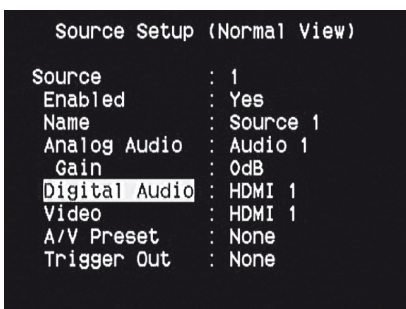 Source Setup (Normal View)
Source : 1
Enabled : Yes
Name : Source 1
Analog Audio : Audio 1
Gain : 0dB
Digital Audio : HDMI 1
Video : HDMI 1
A/V Preset : None
Trigger Out : None